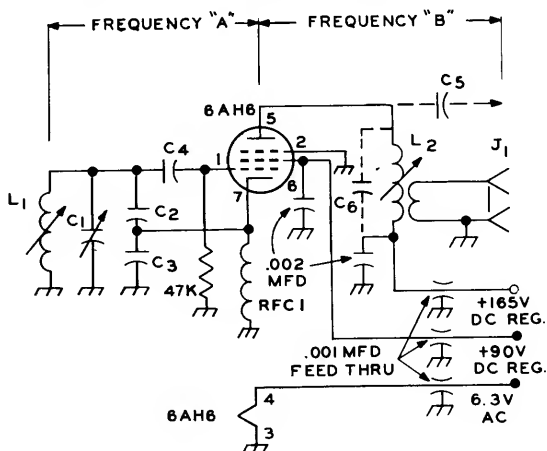 FREQUENCY "A"
FREQUENCY "B"
C5
6AH6
5
2
C4
1
6
7
L2
J1
L1
C1
C2
C6
C3
.002
MFD
47K
RFC1
+165V
DC REG.
.001 MFD
FEED THRU
+90V
DC REG.
6.3V
AC
6AH6
4
3